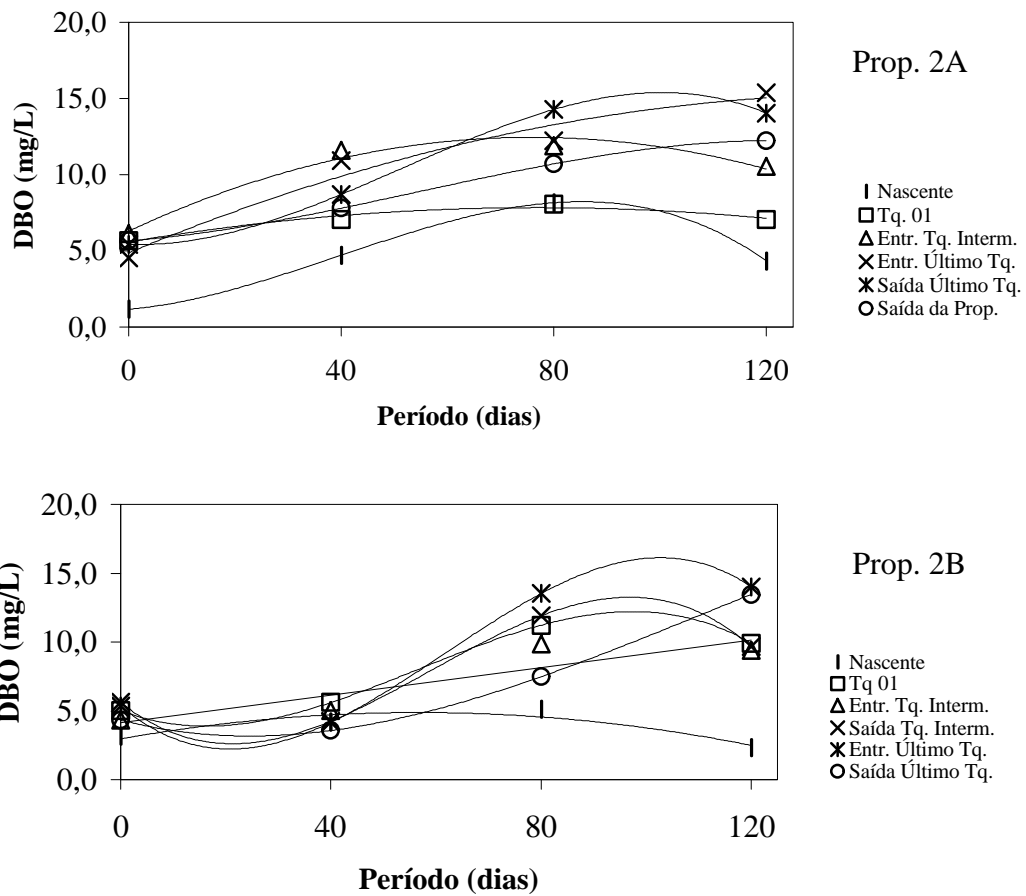 20,0
15,0
10,0
5,0
0,0
DBO (mg/L)
0 40 80 120
Período (dias)
Prop. 2A
Nascente
Tq. 01
Entr. Tq. Interm.
Entr. Último Tq.
Saída Último Tq.
Saída da Prop.
20,0
15,0
10,0
5,0
0,0
DBO (mg/L)
0 40 80 120
Período (dias)
Prop. 2B
Nascente
Tq 01
Entr. Tq. Interm.
Saída Tq. Interm.
Entr. Último Tq.
Saída Último Tq.